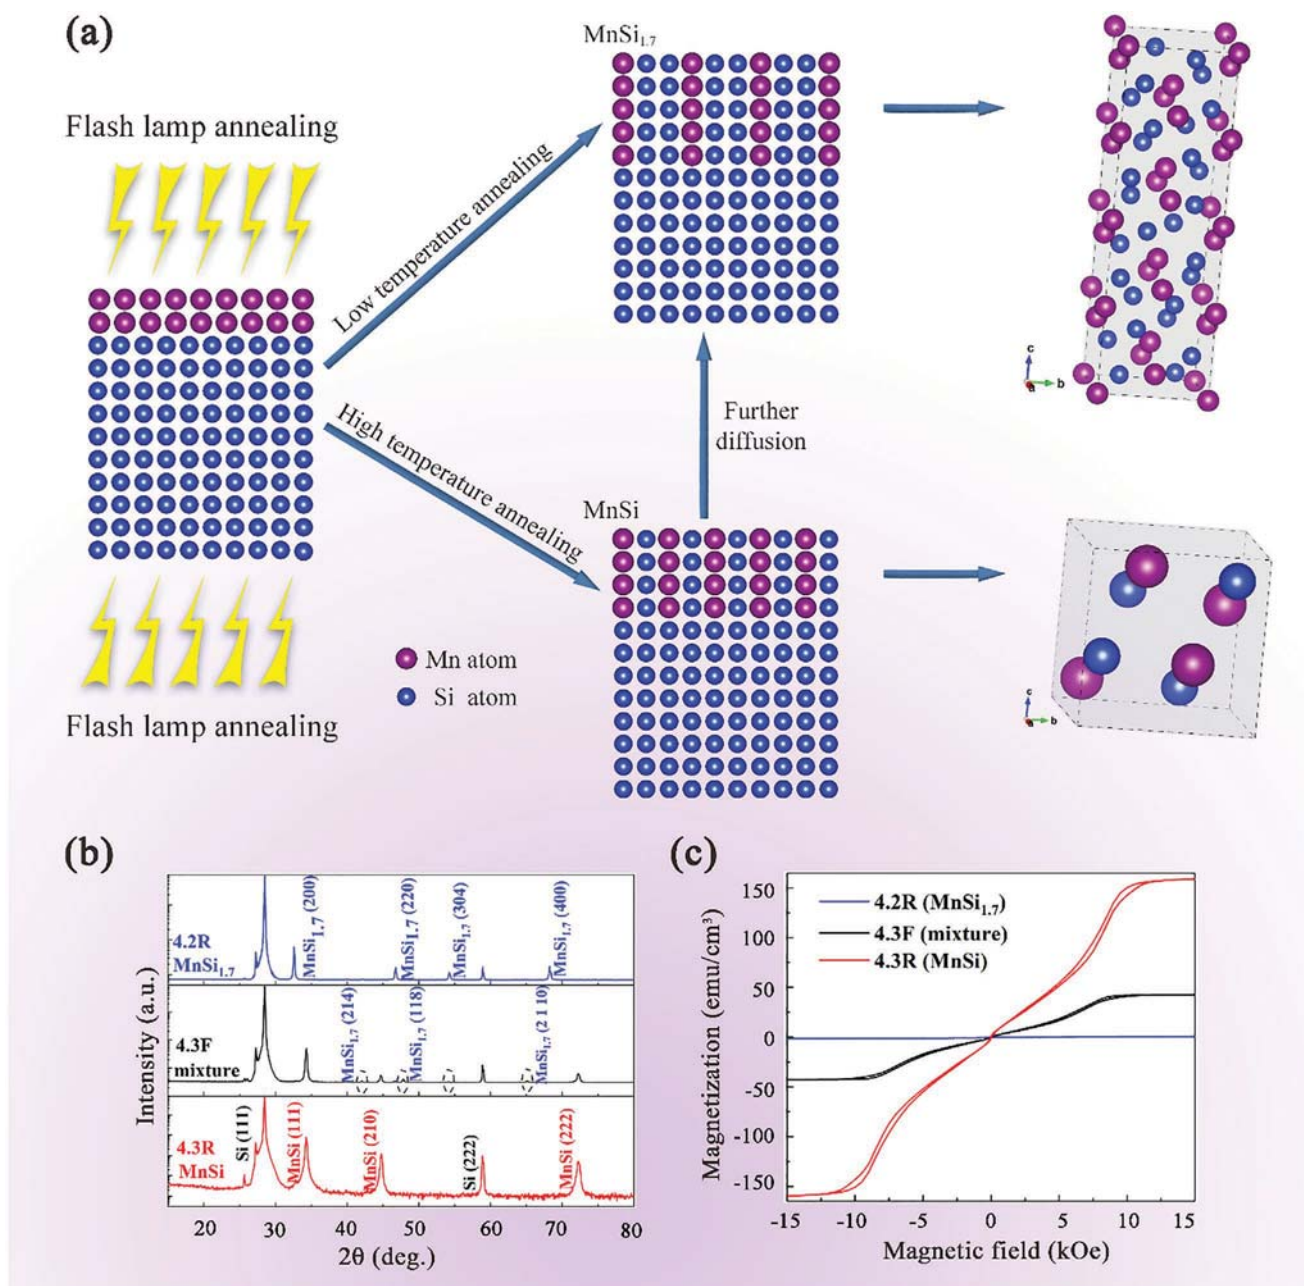 (a)
Flash lamp annealing
MnSi1.7
Low temperature annealing
High temperature annealing
Further
diffusion
MnSi
Mn atom
Si atom
Flash lamp annealing
c
a
b
c
a
b
(b)
Intensity (a.u.)
4.2R
MnSi1.7
MnSi1.7 (200)
MnSi1.7 (220)
MnSi1.7 (304)
MnSi1.7 (400)
4.3F
mixture
MnSi1.7 (214)
MnSi1.7 (118)
MnSi1.7 (2 1 10)
4.3R
MnSi
Si (111)
MnSi (111)
MnSi (210)
Si (222)
MnSi (222)
20 30 40 50 60 70 80
2θ (deg.)
(c)
Magnetization (emu/cm3)
150
100
50
0
-50
-100
-150
4.2R (MnSi1.7)
4.3F (mixture)
4.3R (MnSi)
-15 -10 -5 0 5 10 15
Magnetic field (kOe)